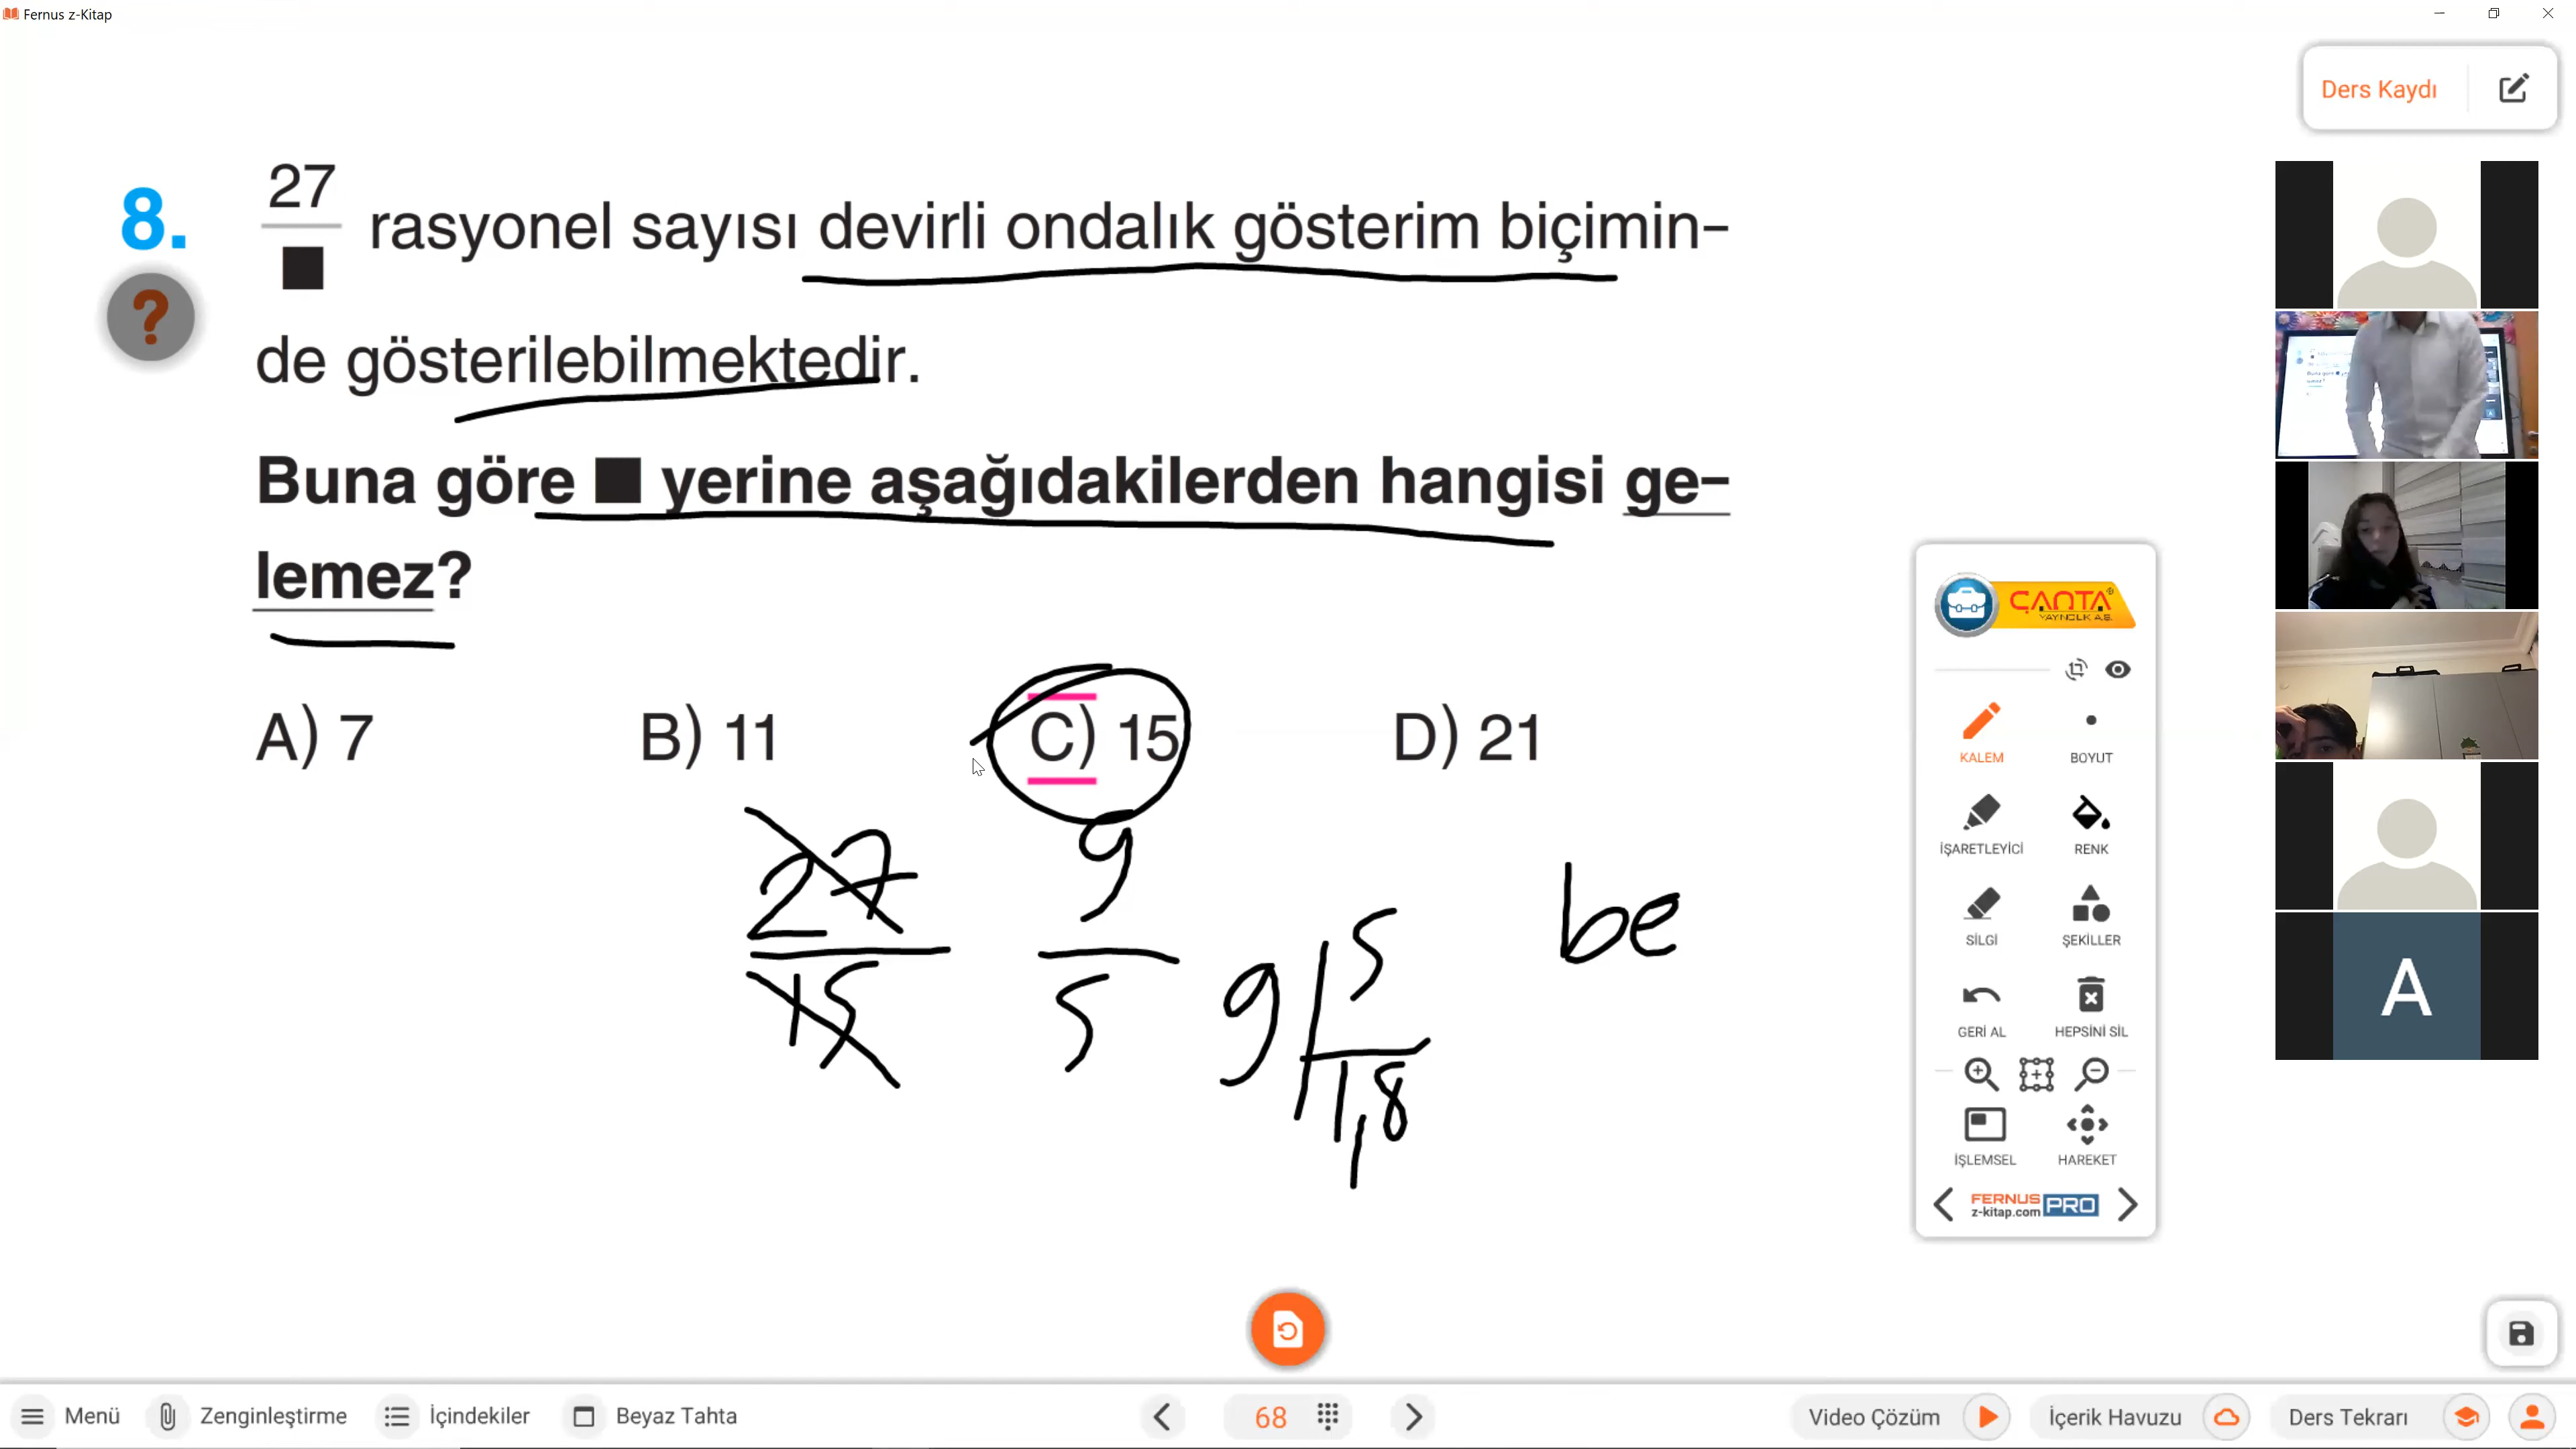 Fernus z-Kitap
Ders Kaydı
8. 27/■ rasyonel sayısı devirli ondalık gösterim biçimin-
de gösterilebilmektedir.
Buna göre ■ yerine aşağıdakilerden hangisi ge-
lemez?
A) 7 B) 11 C) 15 D) 21
27
15
9
5
9 5
1,8
be
ÇANTA
YAYINCILIK A.Ş.
KALEM BOYUT
İŞARETLEYİCİ RENK
SİLGİ ŞEKİLLER
GERİ AL HEPSİNİ SİL
İŞLEMSEL HAREKET
FERNUS PRO
z-kitap.com
A
Menü Zenginleştirme İçindekiler Beyaz Tahta 68 Video Çözüm İçerik Havuzu Ders Tekrarı